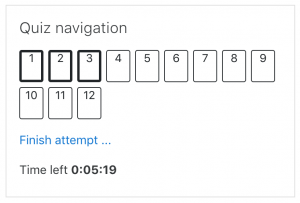 Quiz navigation
1 2 3 4 5 6 7 8 9
10 11 12
Finish attempt ...
Time left 0:05:19